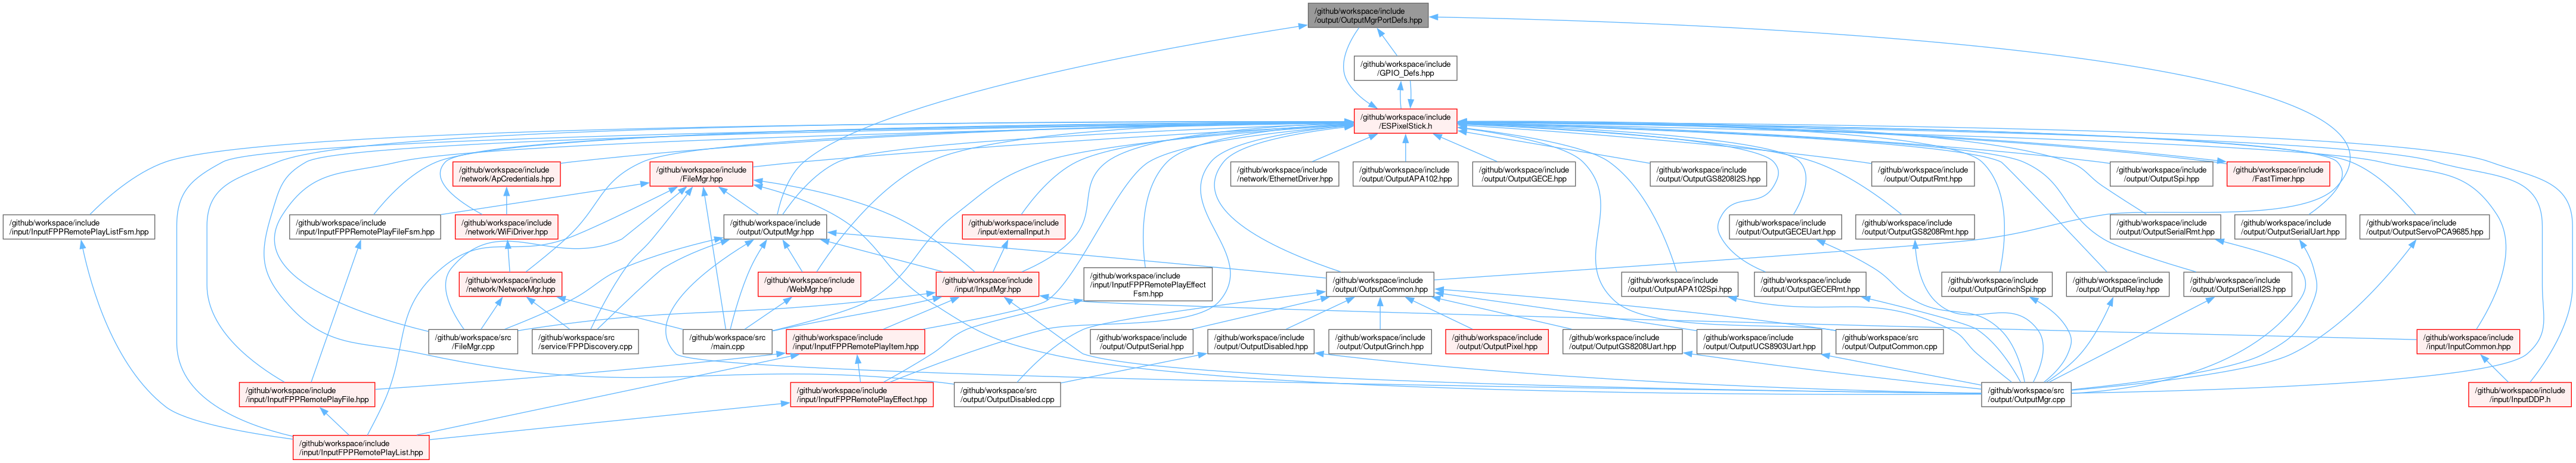 /github/workspace/include
/output/OutputMgrPortDefs.hpp
/github/workspace/include
/GPIO_Defs.hpp
/github/workspace/include
/ESPixelStick.h
/github/workspace/include
/network/ApCredentials.hpp
/github/workspace/include
/FileMgr.hpp
/github/workspace/include
/network/EthernetDriver.hpp
/github/workspace/include
/output/OutputAPA102.hpp
/github/workspace/include
/output/OutputGECE.hpp
/github/workspace/include
/output/OutputGS8208I2S.hpp
/github/workspace/include
/output/OutputRmt.hpp
/github/workspace/include
/output/OutputSpi.hpp
/github/workspace/include
/FastTimer.hpp
/github/workspace/include
/input/InputFPPRemotePlayListFsm.hpp
/github/workspace/include
/input/InputFPPRemotePlayFileFsm.hpp
/github/workspace/include
/network/WiFiDriver.hpp
/github/workspace/include
/output/OutputMgr.hpp
/github/workspace/include
/input/externalInput.h
/github/workspace/include
/output/OutputGECEUart.hpp
/github/workspace/include
/output/OutputGS8208Rmt.hpp
/github/workspace/include
/output/OutputSerialRmt.hpp
/github/workspace/include
/output/OutputSerialUart.hpp
/github/workspace/include
/output/OutputServoPCA9685.hpp
/github/workspace/include
/network/NetworkMgr.hpp
/github/workspace/include
/WebMgr.hpp
/github/workspace/include
/input/InputMgr.hpp
/github/workspace/include
/input/InputFPPRemotePlayEffect
Fsm.hpp
/github/workspace/include
/output/OutputCommon.hpp
/github/workspace/include
/output/OutputAPA102Spi.hpp
/github/workspace/include
/output/OutputGECERmt.hpp
/github/workspace/include
/output/OutputGrinchSpi.hpp
/github/workspace/include
/output/OutputRelay.hpp
/github/workspace/include
/output/OutputSerialI2S.hpp
/github/workspace/src
/FileMgr.cpp
/github/workspace/src
/service/FPPDiscovery.cpp
/github/workspace/src
/main.cpp
/github/workspace/include
/input/InputFPPRemotePlayItem.hpp
/github/workspace/include
/output/OutputSerial.hpp
/github/workspace/include
/output/OutputDisabled.hpp
/github/workspace/include
/output/OutputGrinch.hpp
/github/workspace/include
/output/OutputPixel.hpp
/github/workspace/include
/output/OutputGS8208Uart.hpp
/github/workspace/include
/output/OutputUCS8903Uart.hpp
/github/workspace/src
/output/OutputCommon.cpp
/github/workspace/include
/input/InputCommon.hpp
/github/workspace/include
/input/InputFPPRemotePlayFile.hpp
/github/workspace/include
/input/InputFPPRemotePlayEffect.hpp
/github/workspace/src
/output/OutputDisabled.cpp
/github/workspace/src
/output/OutputMgr.cpp
/github/workspace/include
/input/InputDDP.h
/github/workspace/include
/input/InputFPPRemotePlayList.hpp